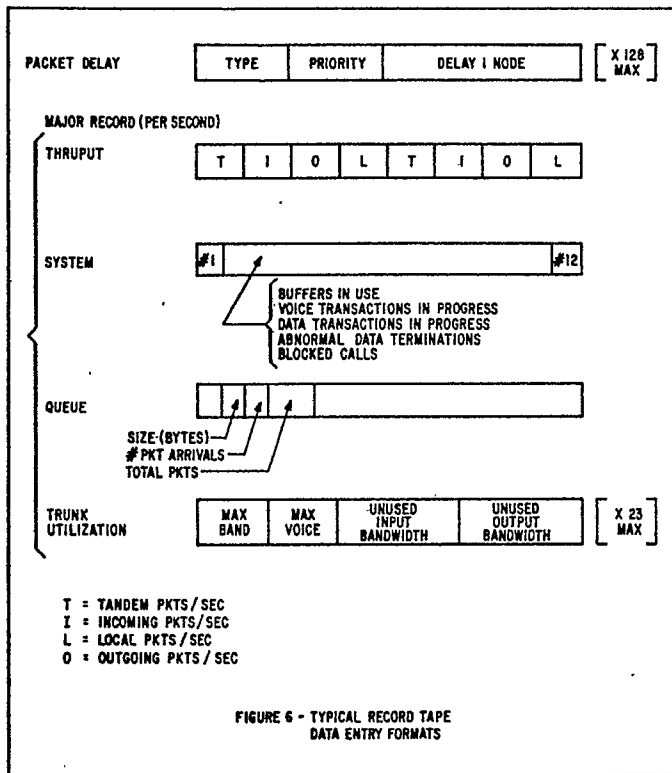 PACKET DELAY
TYPE PRIORITY DELAY 1 NODE
X 128
MAX
MAJOR RECORD (PER SECOND)
THRUPUT
T I O L T I O L
SYSTEM
#1 #12
BUFFERS IN USE
VOICE TRANSACTIONS IN PROGRESS
DATA TRANSACTIONS IN PROGRESS
ABNORMAL DATA TERMINATIONS
BLOCKED CALLS
QUEUE
SIZE (BYTES)
# PKT ARRIVALS
TOTAL PKTS
TRUNK
UTILIZATION
MAX
BAND
MAX
VOICE
UNUSED
INPUT
BANDWIDTH
UNUSED
OUTPUT
BANDWIDTH
X 23
MAX
T = TANDEM PKTS/SEC
I = INCOMING PKTS/SEC
L = LOCAL PKTS/SEC
O = OUTGOING PKTS/SEC
FIGURE 6 - TYPICAL RECORD TAPE
DATA ENTRY FORMATS